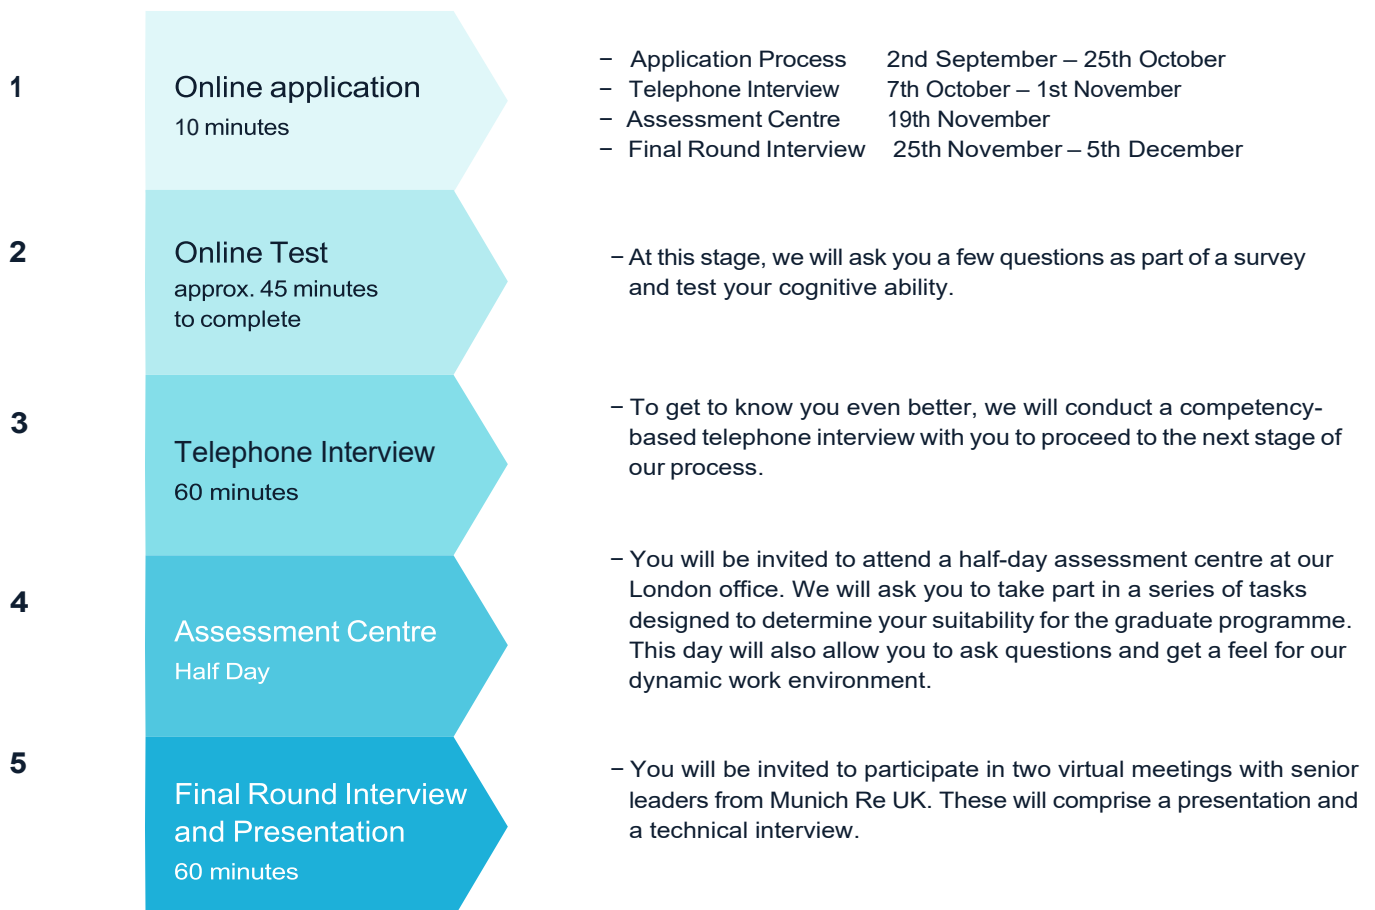 1
Online application
10 minutes
– Application Process 2nd September – 25th October
– Telephone Interview 7th October – 1st November
– Assessment Centre 19th November
– Final Round Interview 25th November – 5th December
2
Online Test
approx. 45 minutes
to complete
– At this stage, we will ask you a few questions as part of a survey
and test your cognitive ability.
3
Telephone Interview
60 minutes
– To get to know you even better, we will conduct a competency-
based telephone interview with you to proceed to the next stage of
our process.
4
Assessment Centre
Half Day
– You will be invited to attend a half-day assessment centre at our
London office. We will ask you to take part in a series of tasks
designed to determine your suitability for the graduate programme.
This day will also allow you to ask questions and get a feel for our
dynamic work environment.
5
Final Round Interview
and Presentation
60 minutes
– You will be invited to participate in two virtual meetings with senior
leaders from Munich Re UK. These will comprise a presentation and
a technical interview.